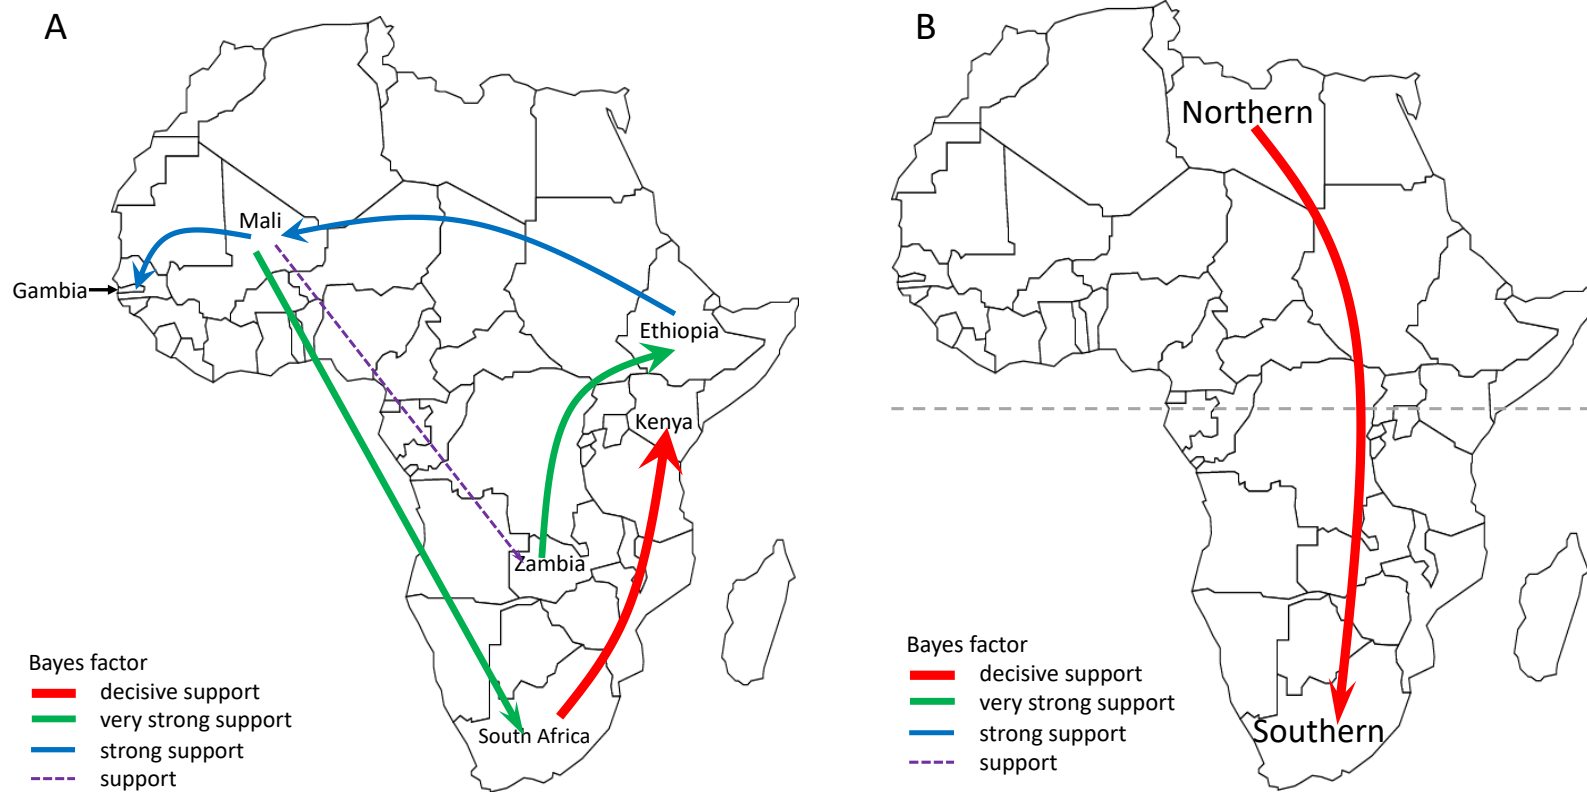 A
Mali
Gambia
Ethiopia
Kenya
Zambia
South Africa
Bayes factor
decisive support
very strong support
strong support
support
B
Northern
Southern
Bayes factor
decisive support
very strong support
strong support
support